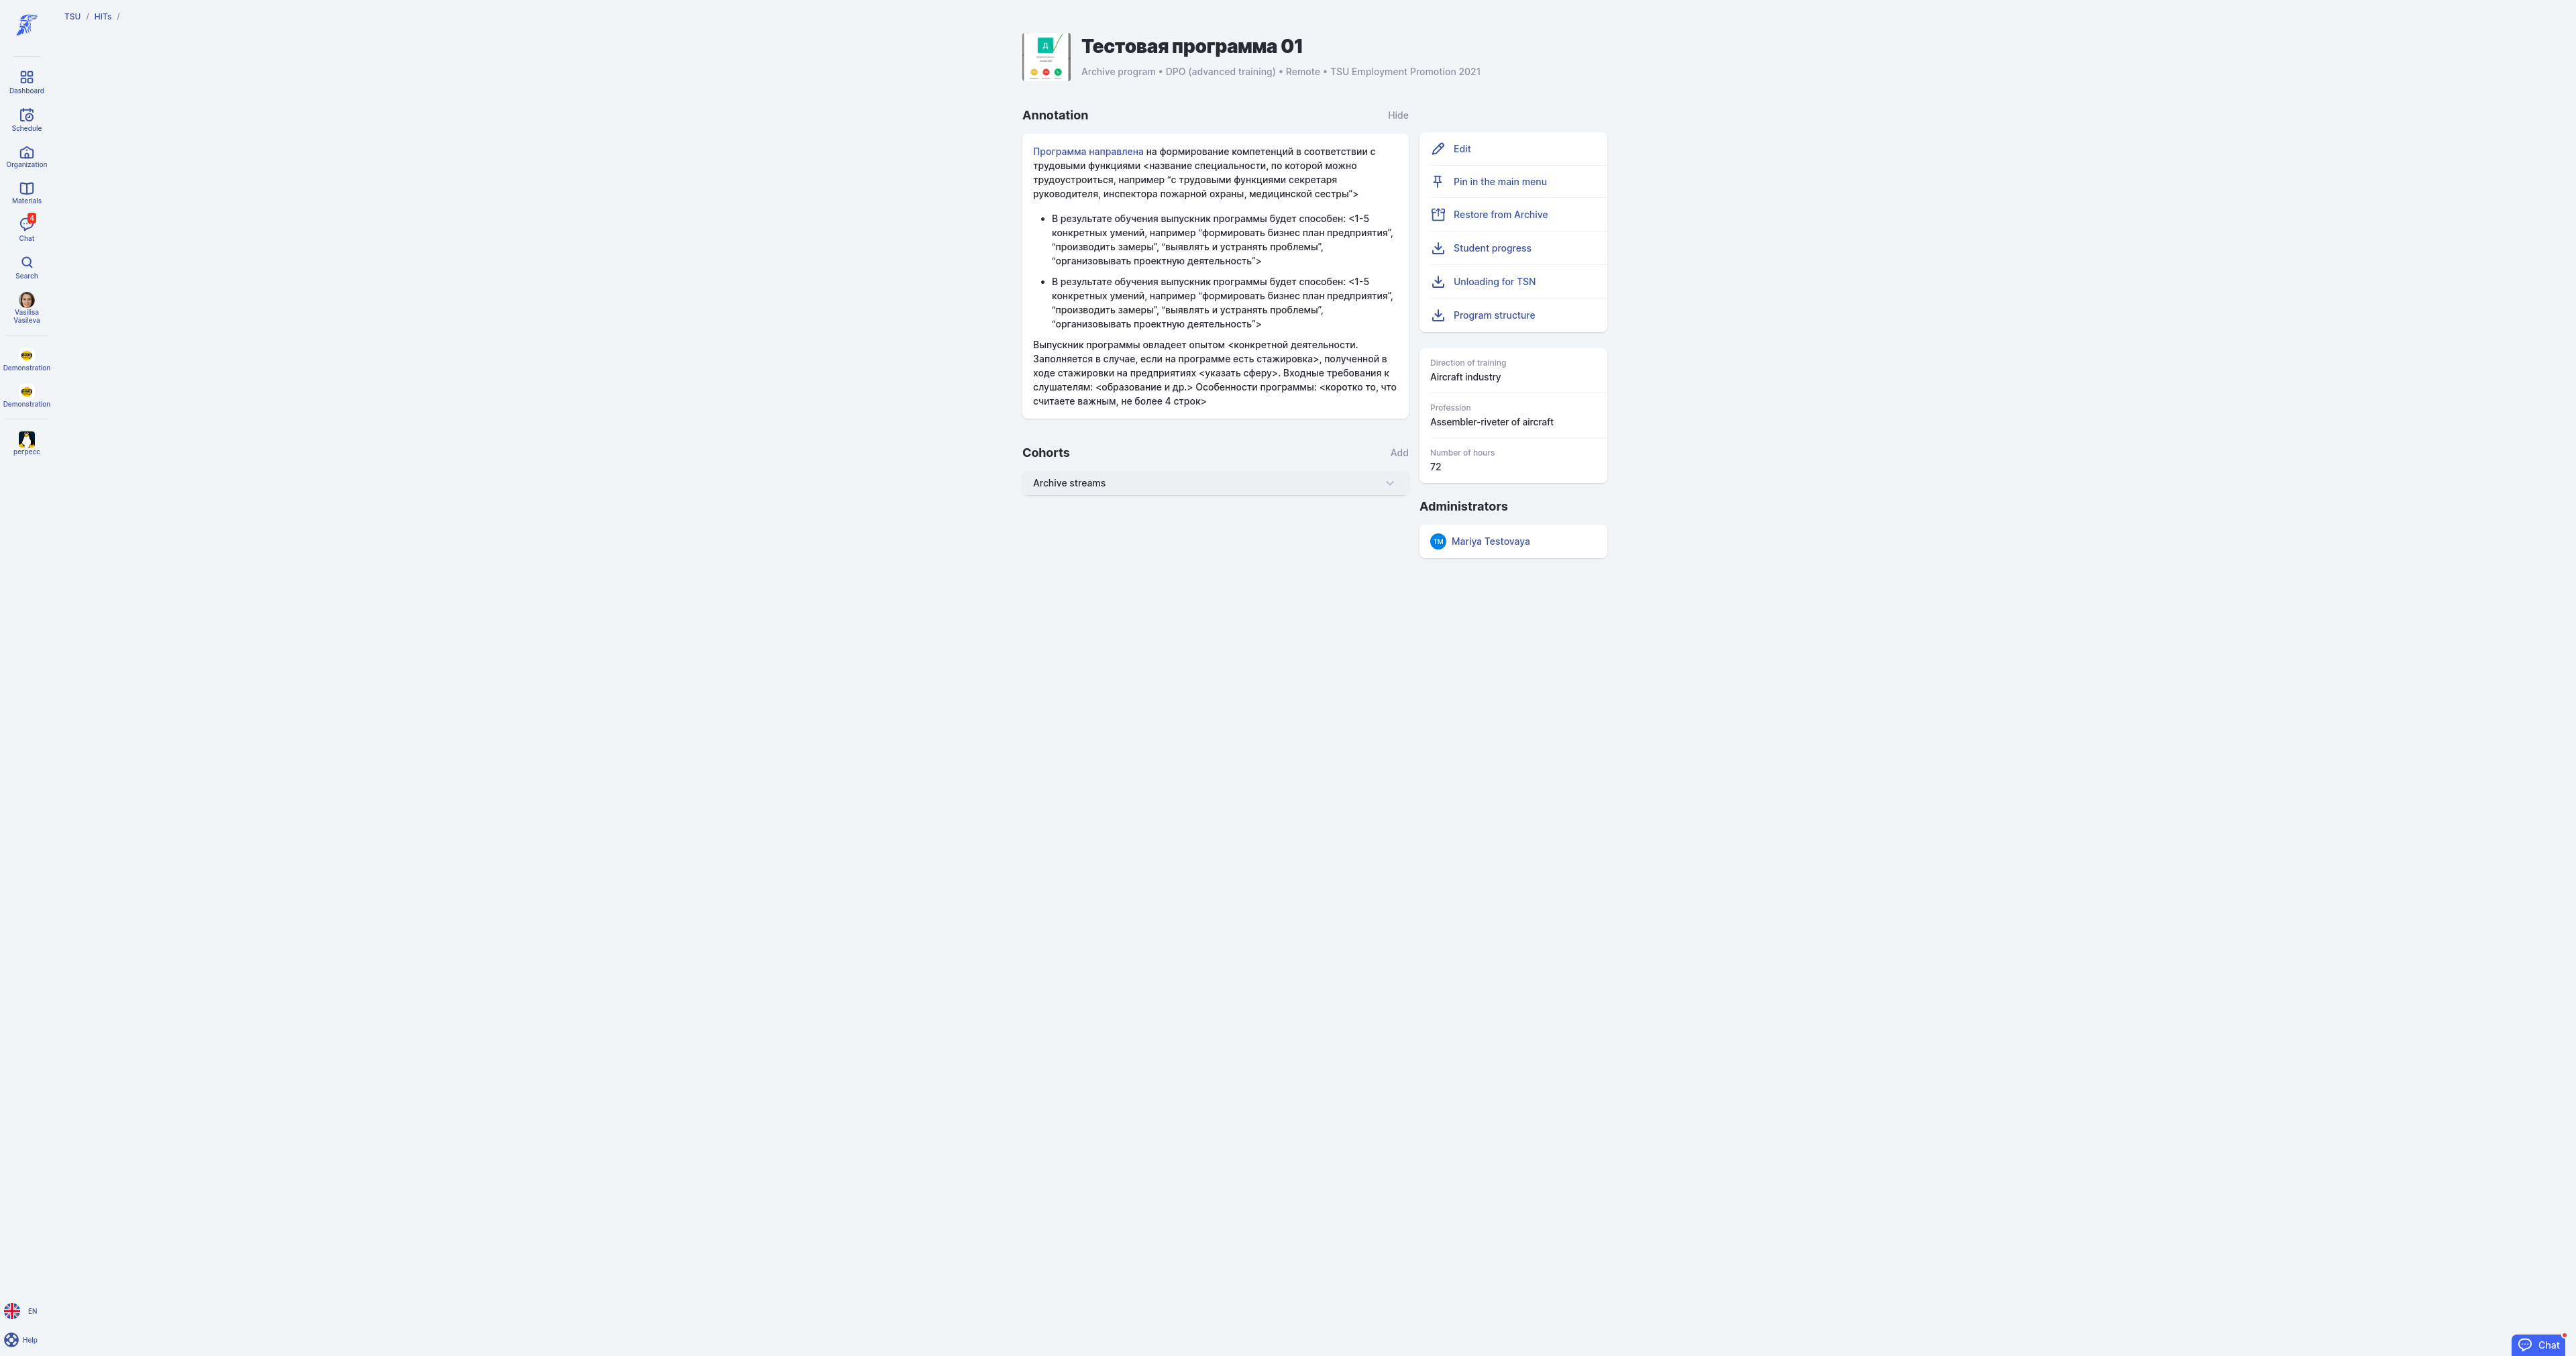 TSU / HITs /
Dashboard
Schedule
Organization
Materials
4
Chat
Search
Vasilisa
Vasileva
Demonstration
Demonstration
регресс
EN
Help
Д
Тестовая программа 01
Archive program • DPO (advanced training) • Remote • TSU Employment Promotion 2021
Annotation
Hide
Программа направлена на формирование компетенций в соответствии с
трудовыми функциями <название специальности, по которой можно
трудоустроиться, например “с трудовыми функциями секретаря
руководителя, инспектора пожарной охраны, медицинской сестры”>
• В результате обучения выпускник программы будет способен: <1-5
конкретных умений, например “формировать бизнес план предприятия”,
“производить замеры”, “выявлять и устранять проблемы”,
“организовывать проектную деятельность”>
• В результате обучения выпускник программы будет способен: <1-5
конкретных умений, например “формировать бизнес план предприятия”,
“производить замеры”, “выявлять и устранять проблемы”,
“организовывать проектную деятельность”>
Выпускник программы овладеет опытом <конкретной деятельности.
Заполняется в случае, если на программе есть стажировка>, полученной в
ходе стажировки на предприятиях <указать сферу>. Входные требования к
слушателям: <образование и др.> Особенности программы: <коротко то, что
считаете важным, не более 4 строк>
Cohorts
Add
Archive streams
Edit
Pin in the main menu
Restore from Archive
Student progress
Unloading for TSN
Program structure
Direction of training
Aircraft industry
Profession
Assembler-riveter of aircraft
Number of hours
72
Administrators
TM
Mariya Testovaya
Chat